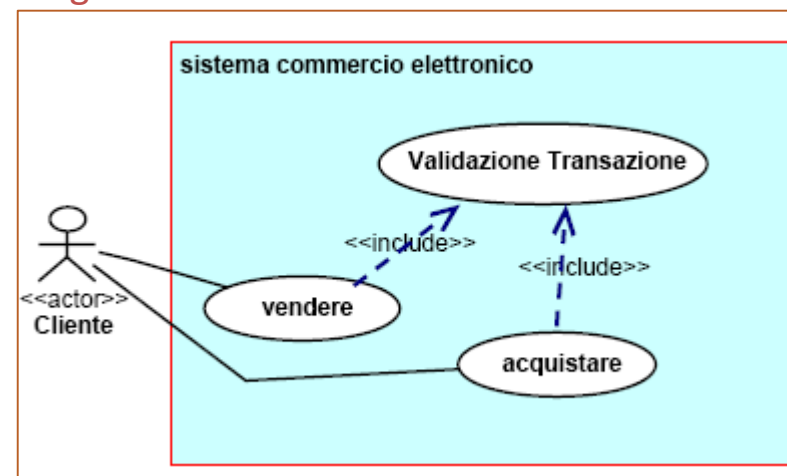 sistema commercio elettronico
Validazione Transazione
<<include>>
<<include>>
<<actor>>
Cliente
vendere
acquistare